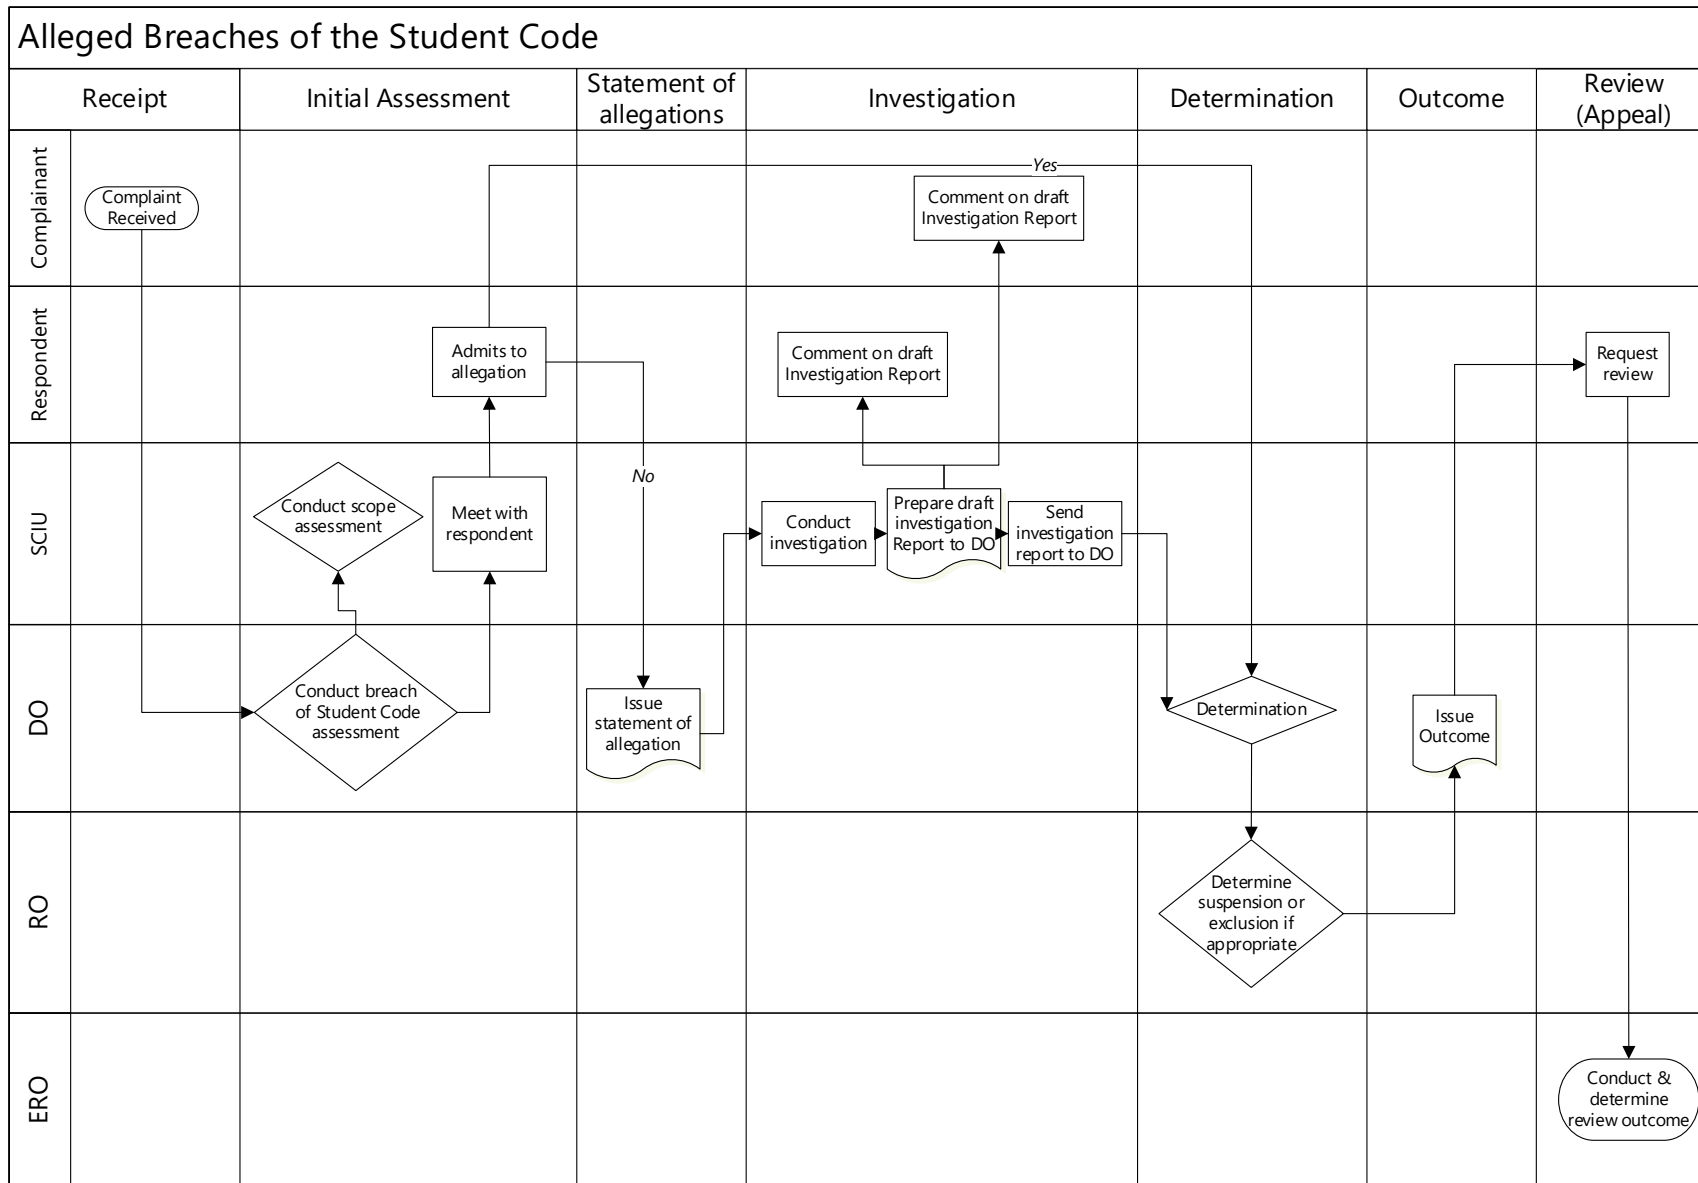 Alleged Breaches of the Student Code
Receipt
Initial Assessment
Statement of
allegations
Investigation
Determination
Outcome
Review
(Appeal)
Complainant
Complaint
Received
Yes
Comment on draft
Investigation Report
Respondent
Admits to
allegation
Comment on draft
Investigation Report
Request
review
SCIU
Conduct scope
assessment
Meet with
respondent
No
Conduct
investigation
Prepare draft
investigation
Report to DO
Send
investigation
report to DO
DO
Conduct breach
of Student Code
assessment
Issue
statement of
allegation
Determination
Issue
Outcome
RO
Determine
suspension or
exclusion if
appropriate
ERO
Conduct &
determine
review outcome